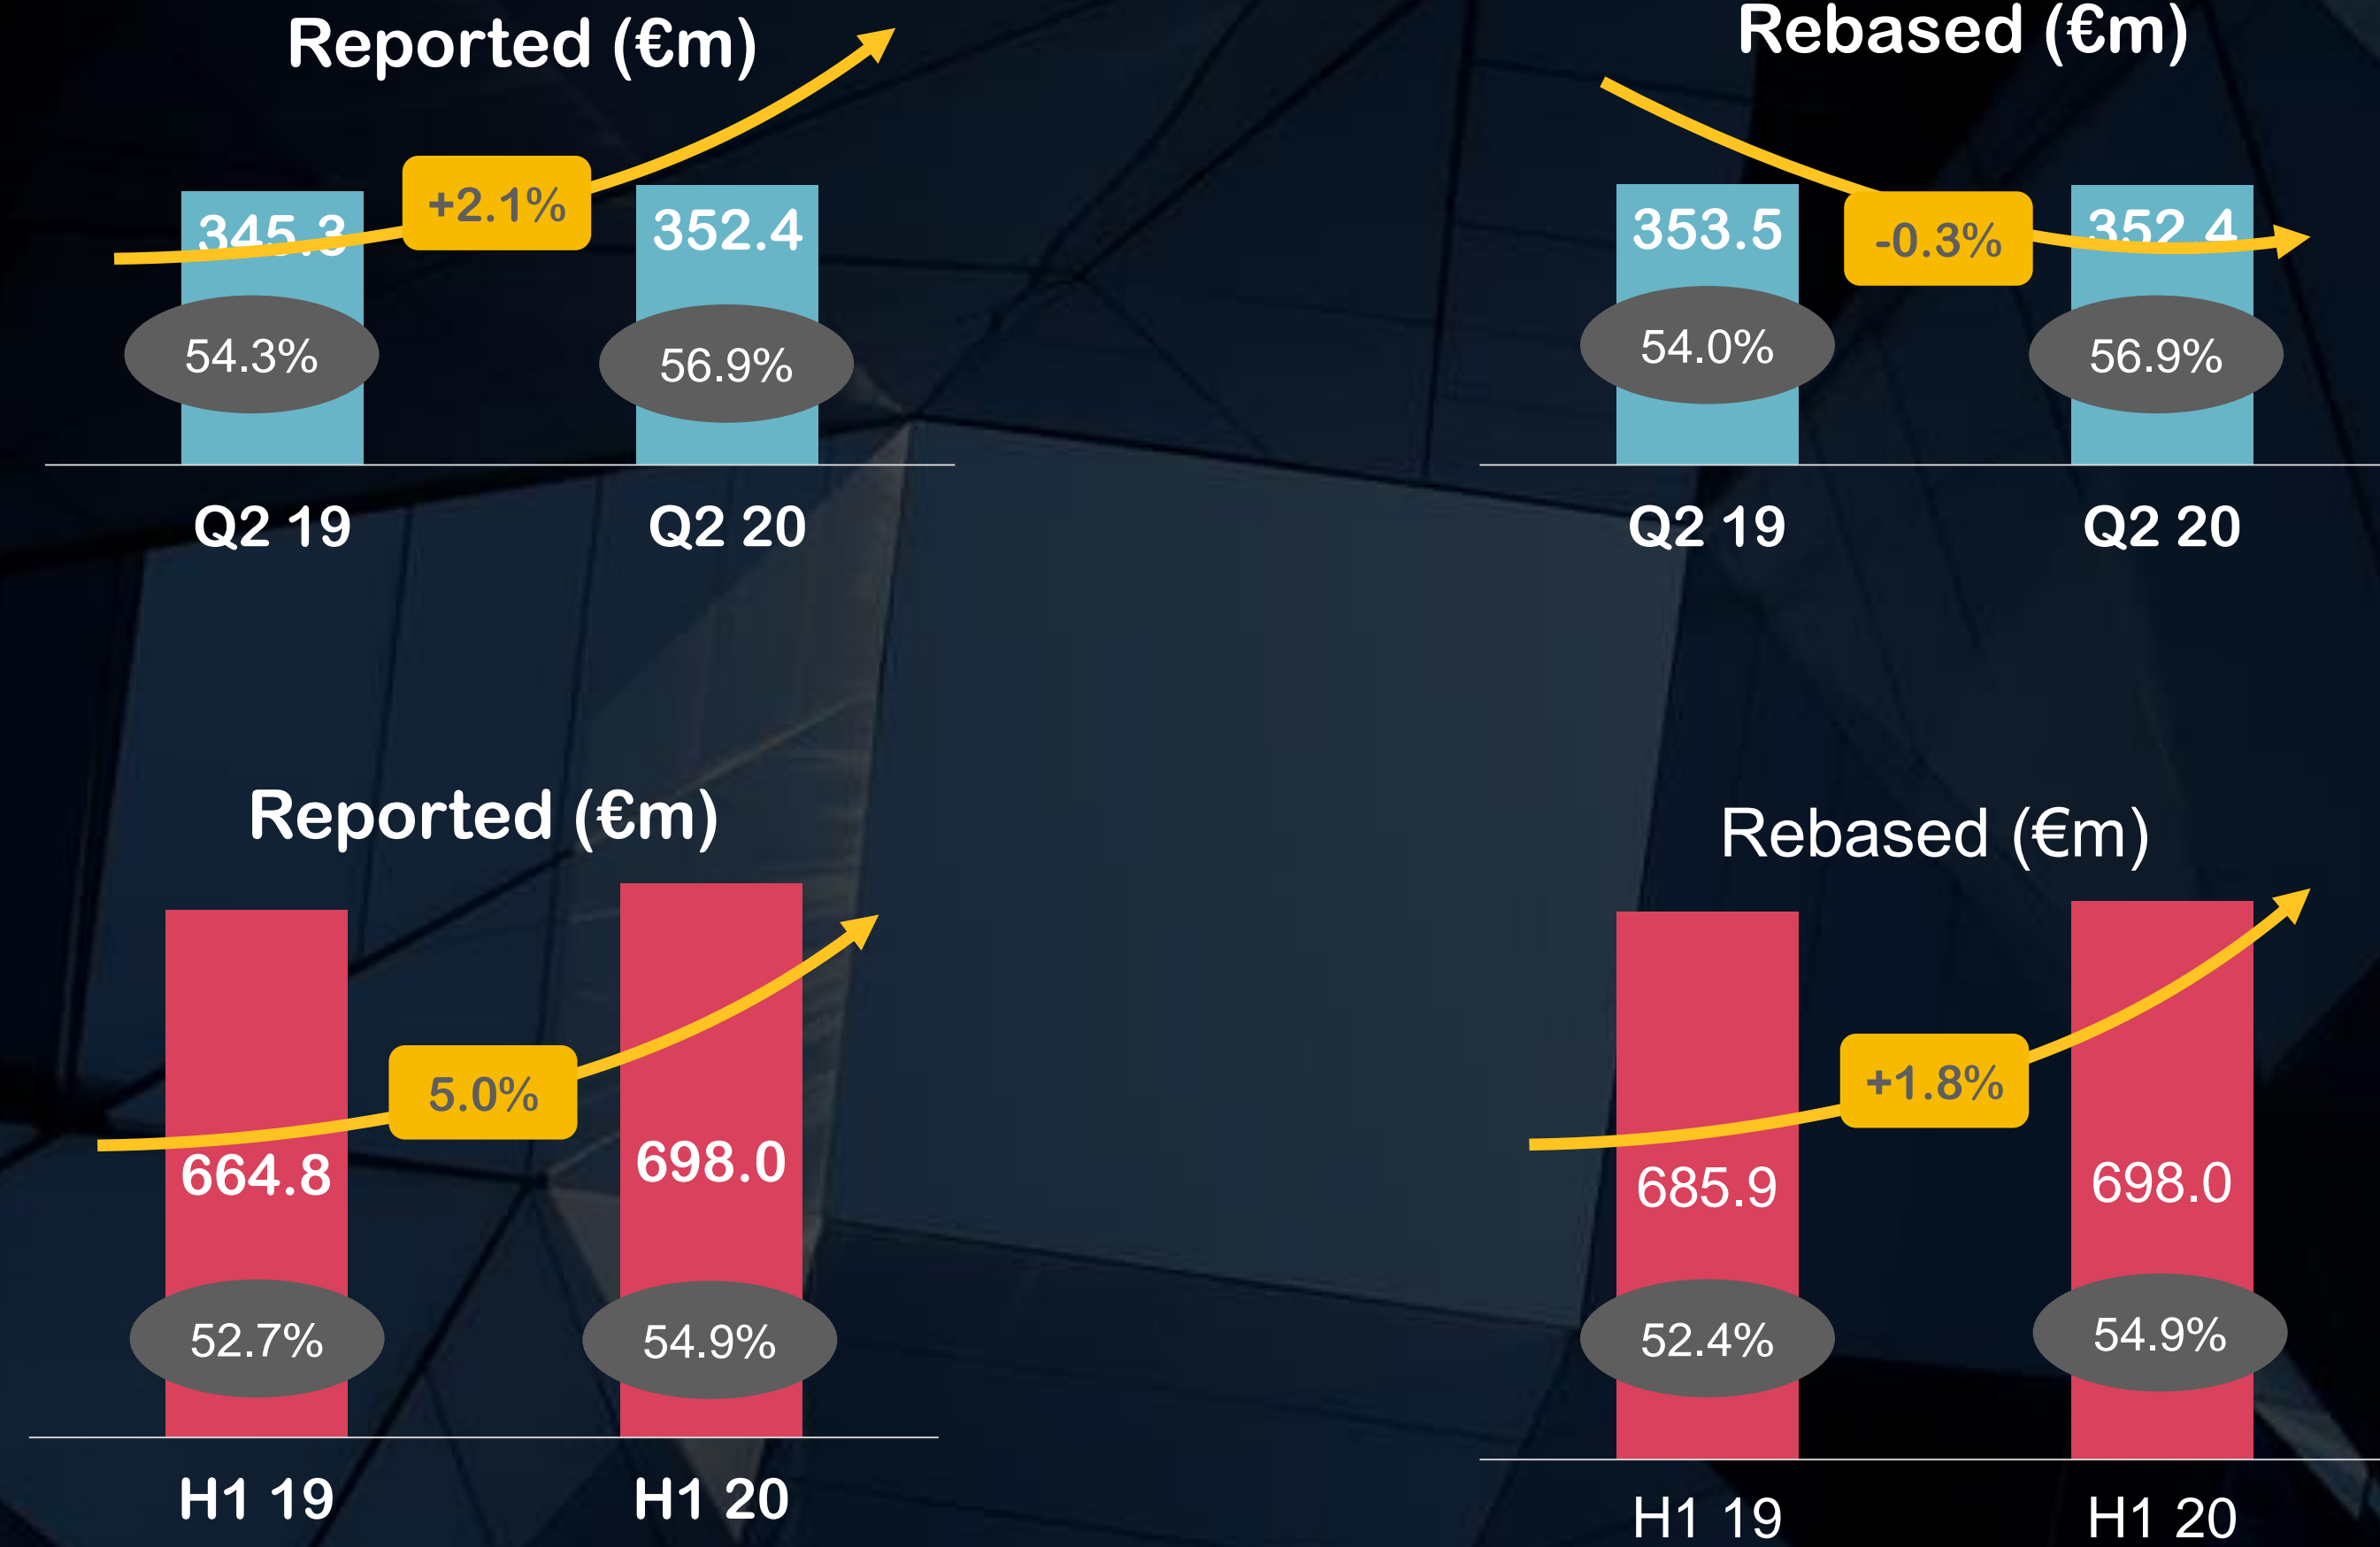 Reported (€m)
+2.1%
345.3
352.4
54.3%
56.9%
Q2 19
Q2 20
Rebased (€m)
353.5
-0.3%
352.4
54.0%
56.9%
Q2 19
Q2 20
Reported (€m)
5.0%
664.8
698.0
52.7%
54.9%
H1 19
H1 20
Rebased (€m)
+1.8%
685.9
698.0
52.4%
54.9%
H1 19
H1 20